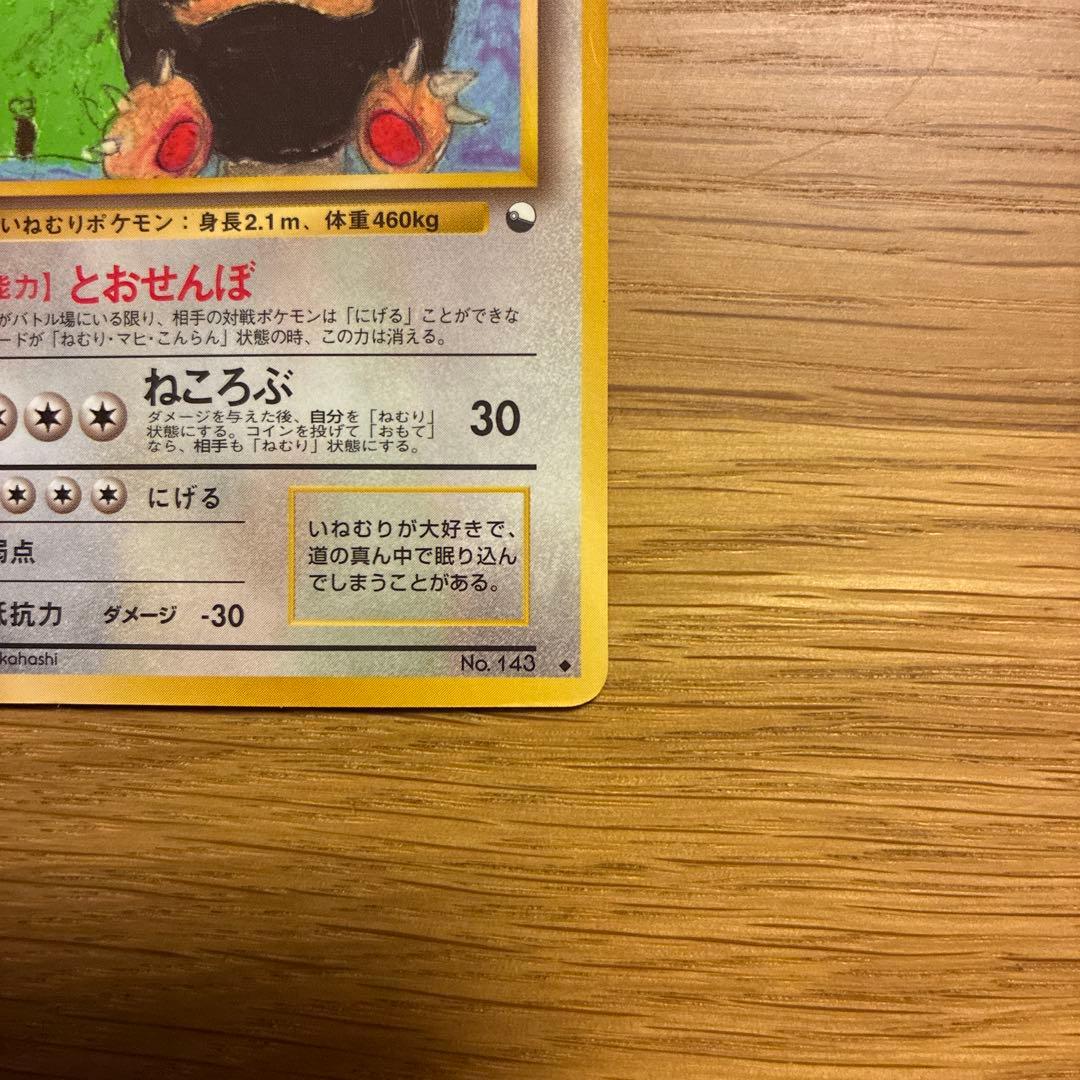 いねむりポケモン：身長2.1m、体重460kg
能力】とおせんぼ
がバトル場にいる限り、相手の対戦ポケモンは「にげる」ことができな
ードが「ねむり・マヒ・こんらん」状態の時、この力は消える。
ねころぶ
ダメージを与えた後、自分を「ねむり」
状態にする。コインを投げて「おもて」
なら、相手も「ねむり」状態にする。
30
にげる
弱点
抵抗力 ダメージ -30
いねむりが大好きで、
道の真ん中で眠り込ん
でしまうことがある。
kahashi
No. 143 ◆